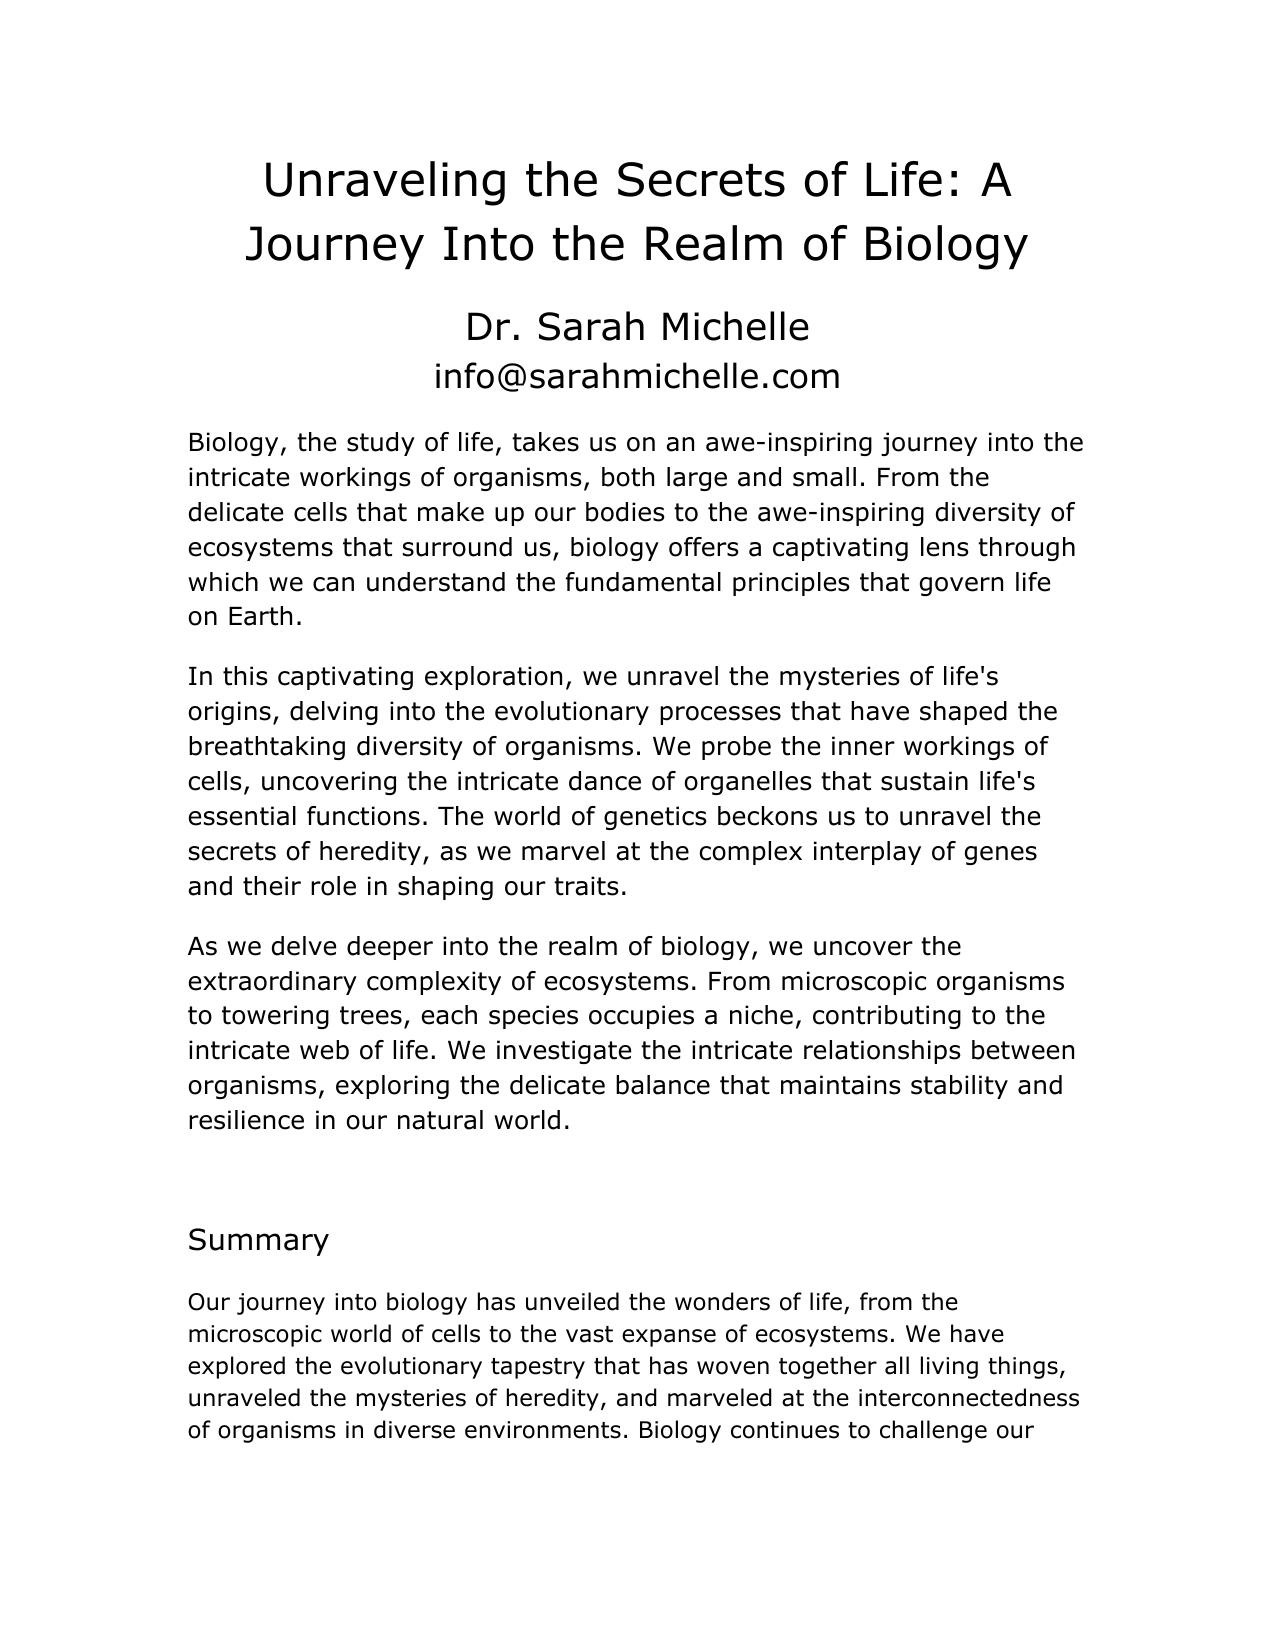 Unraveling the Secrets of Life: A
Journey Into the Realm of Biology
Dr. Sarah Michelle
info@sarahmichelle.com
Biology, the study of life, takes us on an awe-inspiring journey into the
intricate workings of organisms, both large and small. From the
delicate cells that make up our bodies to the awe-inspiring diversity of
ecosystems that surround us, biology offers a captivating lens through
which we can understand the fundamental principles that govern life
on Earth.
In this captivating exploration, we unravel the mysteries of life's
origins, delving into the evolutionary processes that have shaped the
breathtaking diversity of organisms. We probe the inner workings of
cells, uncovering the intricate dance of organelles that sustain life's
essential functions. The world of genetics beckons us to unravel the
secrets of heredity, as we marvel at the complex interplay of genes
and their role in shaping our traits.
As we delve deeper into the realm of biology, we uncover the
extraordinary complexity of ecosystems. From microscopic organisms
to towering trees, each species occupies a niche, contributing to the
intricate web of life. We investigate the intricate relationships between
organisms, exploring the delicate balance that maintains stability and
resilience in our natural world.
Summary
Our journey into biology has unveiled the wonders of life, from the
microscopic world of cells to the vast expanse of ecosystems. We have
explored the evolutionary tapestry that has woven together all living things,
unraveled the mysteries of heredity, and marveled at the interconnectedness
of organisms in diverse environments. Biology continues to challenge our